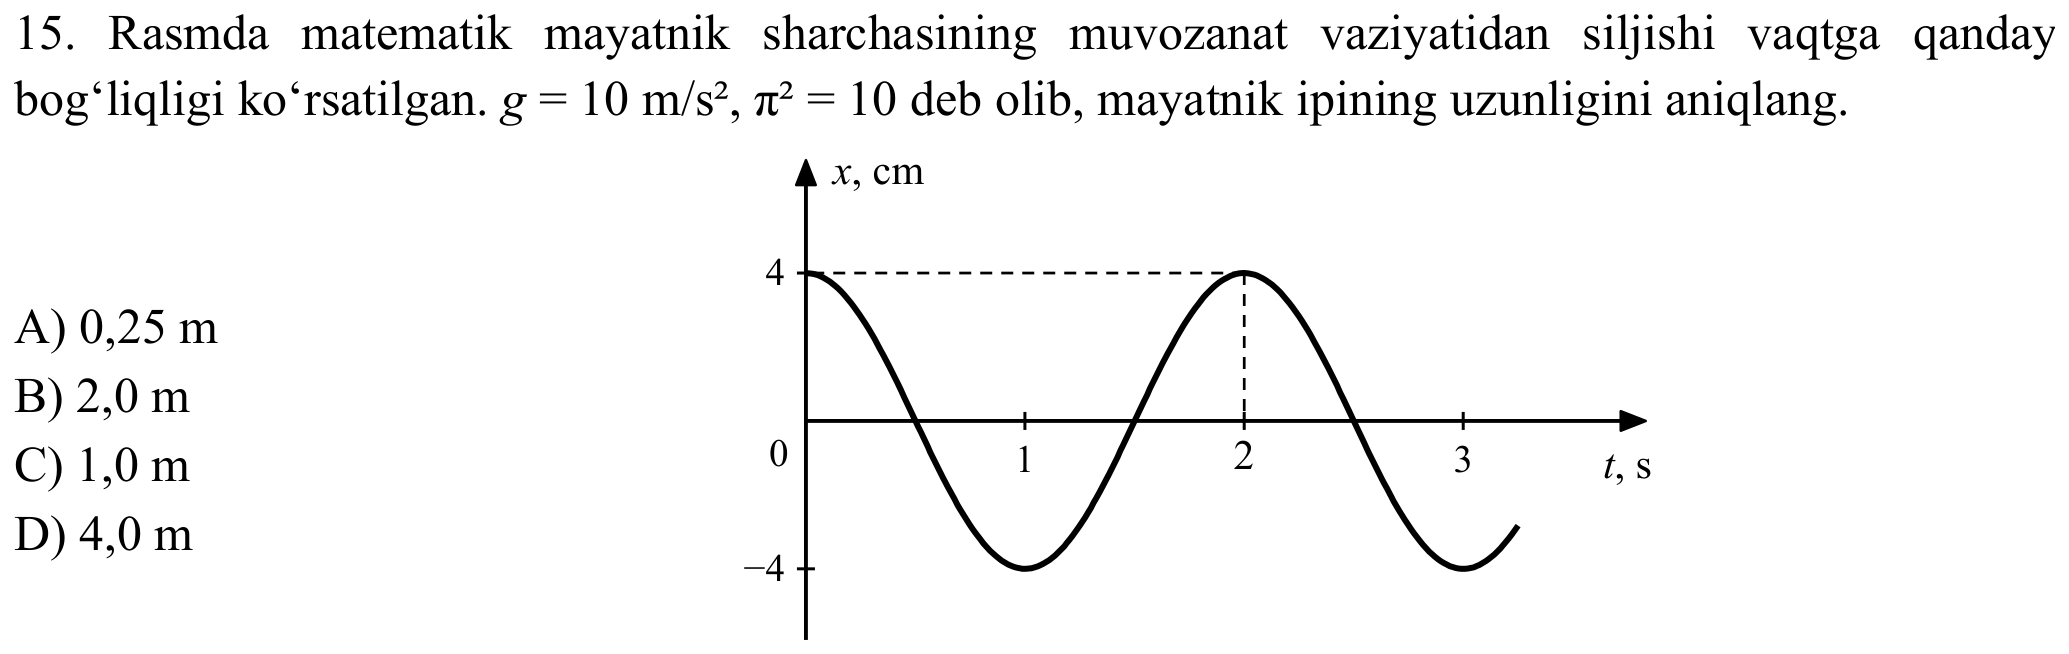 15. Rasmda matematik mayatnik sharchasining muvozanat vaziyatidan siljishi vaqtga qanday
bog‘liqligi ko‘rsatilgan. g = 10 m/s², π² = 10 deb olib, mayatnik ipining uzunligini aniqlang.
x, cm
4
A) 0,25 m
B) 2,0 m
C) 1,0 m
D) 4,0 m
0
1
2
3
t, s
−4